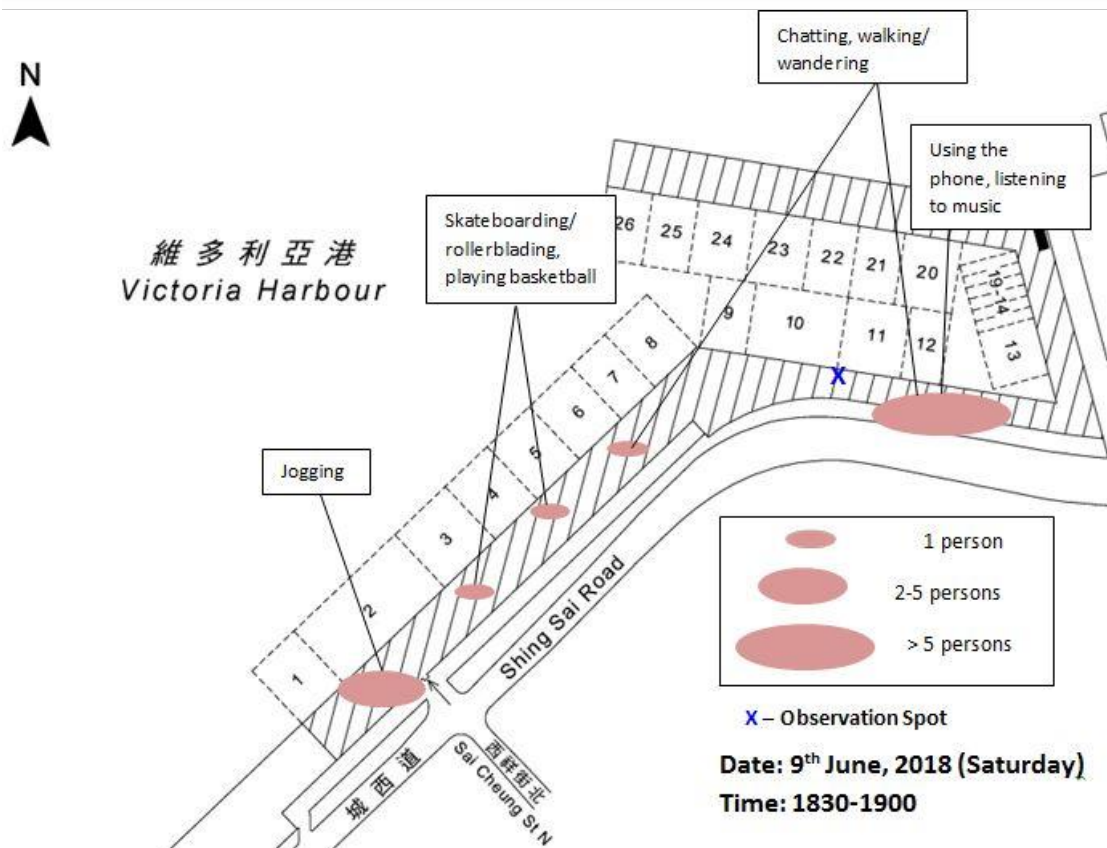 Chatting, walking/
wandering
N
Using the
phone, listening
to music
Skateboarding/
rollerblading,
playing basketball
維多利亞港
Victoria Harbour
26
25
24
23
22
21
20
19-14
13
9
10
11
12
8
7
6
5
4
3
2
1
Jogging
Shing Sai Road
城西道
西祥街北
Sai Cheung St N
1 person
2-5 persons
> 5 persons
X – Observation Spot
X
Date: 9th June, 2018 (Saturday)
Time: 1830-1900